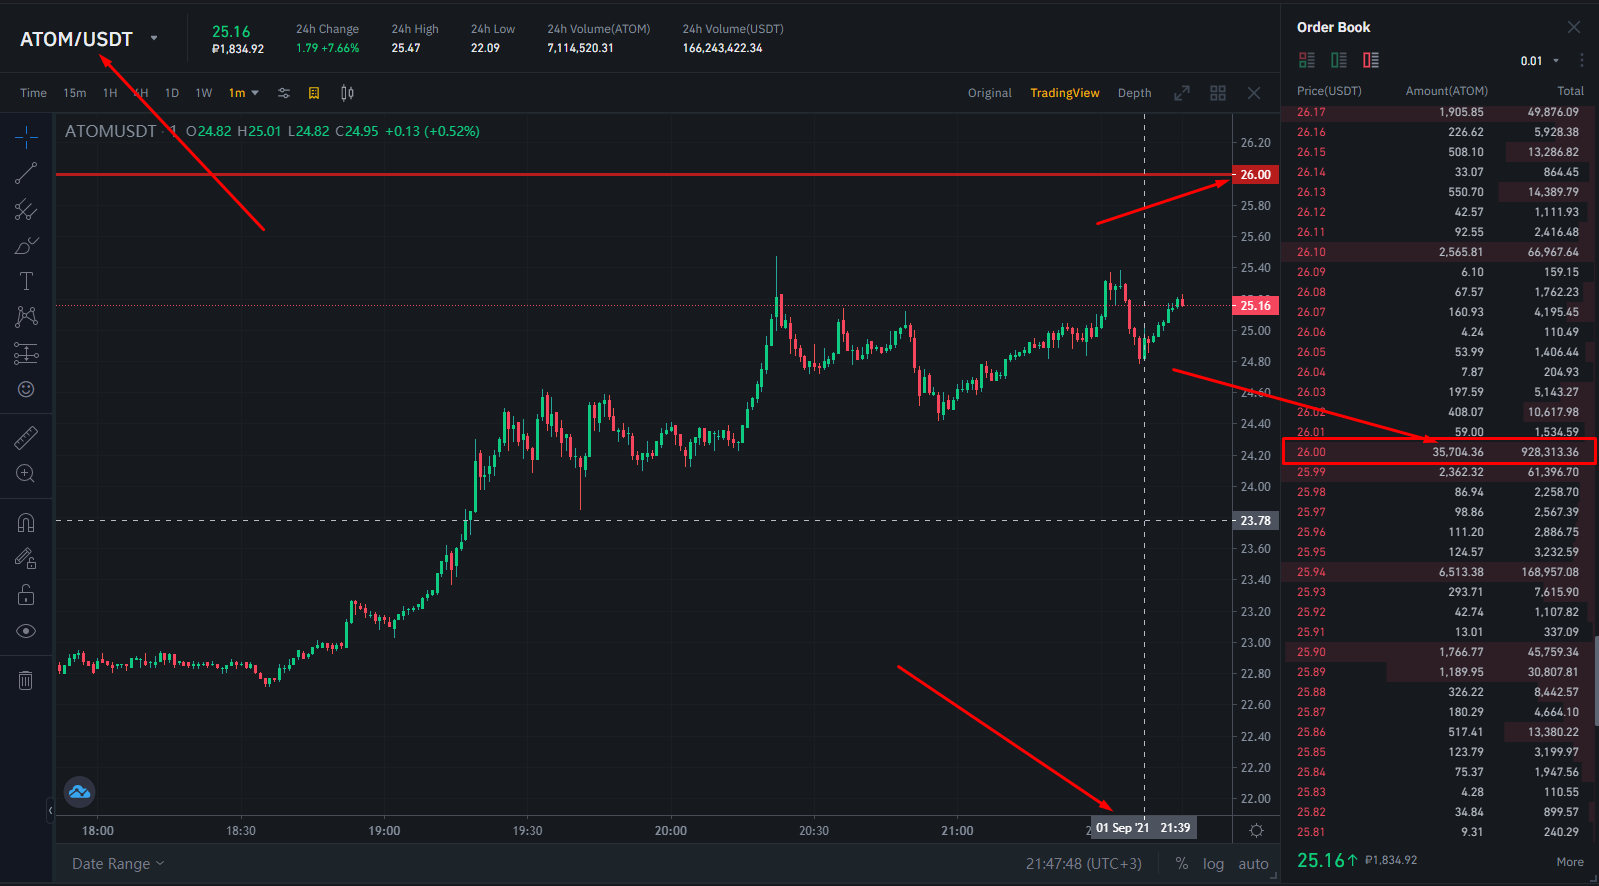 ATOM/USDT
25.16
₽1,834.92
24h Change
1.79 +7.66%
24h High
25.47
24h Low
22.09
24h Volume(ATOM)
7,114,520.31
24h Volume(USDT)
166,243,422.34
Time 15m 1H 4H 1D 1W 1m
Original TradingView Depth
ATOMUSDT · 1 O24.82 H25.01 L24.82 C24.95 +0.13 (+0.52%)
26.20
26.00
25.80
25.60
25.40
25.16
25.00
24.80
24.60
24.40
24.20
24.00
23.78
23.60
23.40
23.20
23.00
22.80
22.60
22.40
22.20
22.00
18:00 18:30 19:00 19:30 20:00 20:30 21:00
01 Sep '21 21:39
Date Range
21:47:48 (UTC+3) % log auto
Order Book
0.01
Price(USDT) Amount(ATOM) Total
26.17 1,905.85 49,876.09
26.16 226.62 5,928.38
26.15 508.10 13,286.82
26.14 33.07 864.45
26.13 550.70 14,389.79
26.12 42.57 1,111.93
26.11 92.55 2,416.48
26.10 2,565.81 66,967.64
26.09 6.10 159.15
26.08 67.57 1,762.23
26.07 160.93 4,195.45
26.06 4.24 110.49
26.05 53.99 1,406.44
26.04 7.87 204.93
26.03 197.59 5,143.27
26.02 408.07 10,617.98
26.01 59.00 1,534.59
26.00 35,704.36 928,313.36
25.99 2,362.32 61,396.70
25.98 86.94 2,258.70
25.97 98.86 2,567.39
25.96 111.20 2,886.75
25.95 124.57 3,232.59
25.94 6,513.38 168,957.08
25.93 293.71 7,615.90
25.92 42.74 1,107.82
25.91 13.01 337.09
25.90 1,766.77 45,759.34
25.89 1,189.95 30,807.81
25.88 326.22 8,442.57
25.87 180.29 4,664.10
25.86 517.41 13,380.22
25.85 123.79 3,199.97
25.84 75.37 1,947.56
25.83 4.28 110.55
25.82 34.84 899.57
25.81 9.31 240.29
25.16↑ ₽1,834.92 More